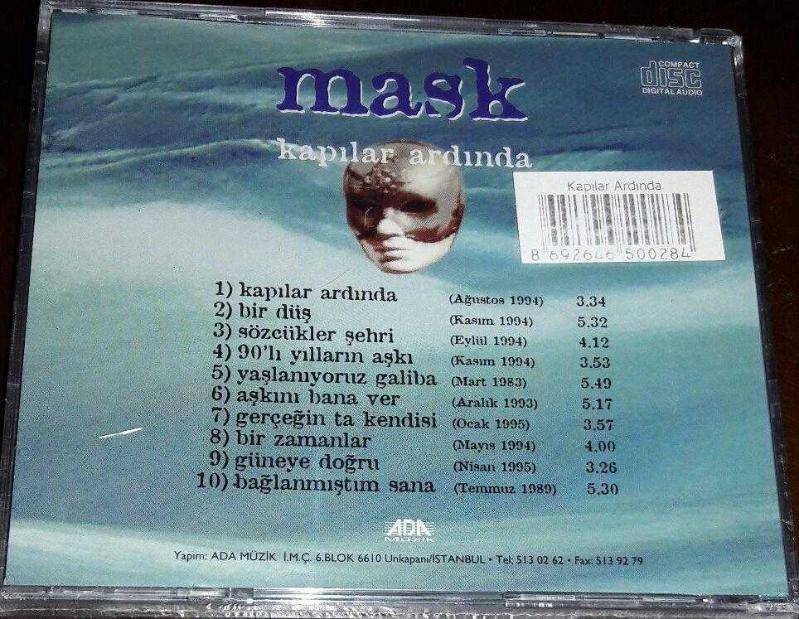 mask
COMPACT
disc
DIGITAL AUDIO
kapılar ardında
Kapılar Ardında
8 692646 500284
1) kapılar ardında (Ağustos 1994) 3.34
2) bir düş (Kasım 1994) 5.32
3) sözcükler şehri (Eylül 1994) 4.12
4) 90'lı yılların aşkı (Kasım 1994) 3.53
5) yaşlanıyoruz galiba (Mart 1983) 5.49
6) aşkını bana ver (Aralık 1993) 5.17
7) gerçeğin ta kendisi (Ocak 1995) 3.57
8) bir zamanlar (Mayıs 1994) 4.00
9) güneye doğru (Nisan 1995) 3.26
10) bağlanmıştım sana (Temmuz 1989) 5.30
ADA
MÜZİK
Yapım: ADA MÜZİK İ.M.Ç. 6.BLOK 6610 Unkapanı/İSTANBUL • Tel: 513 02 62 • Fax: 513 92 79